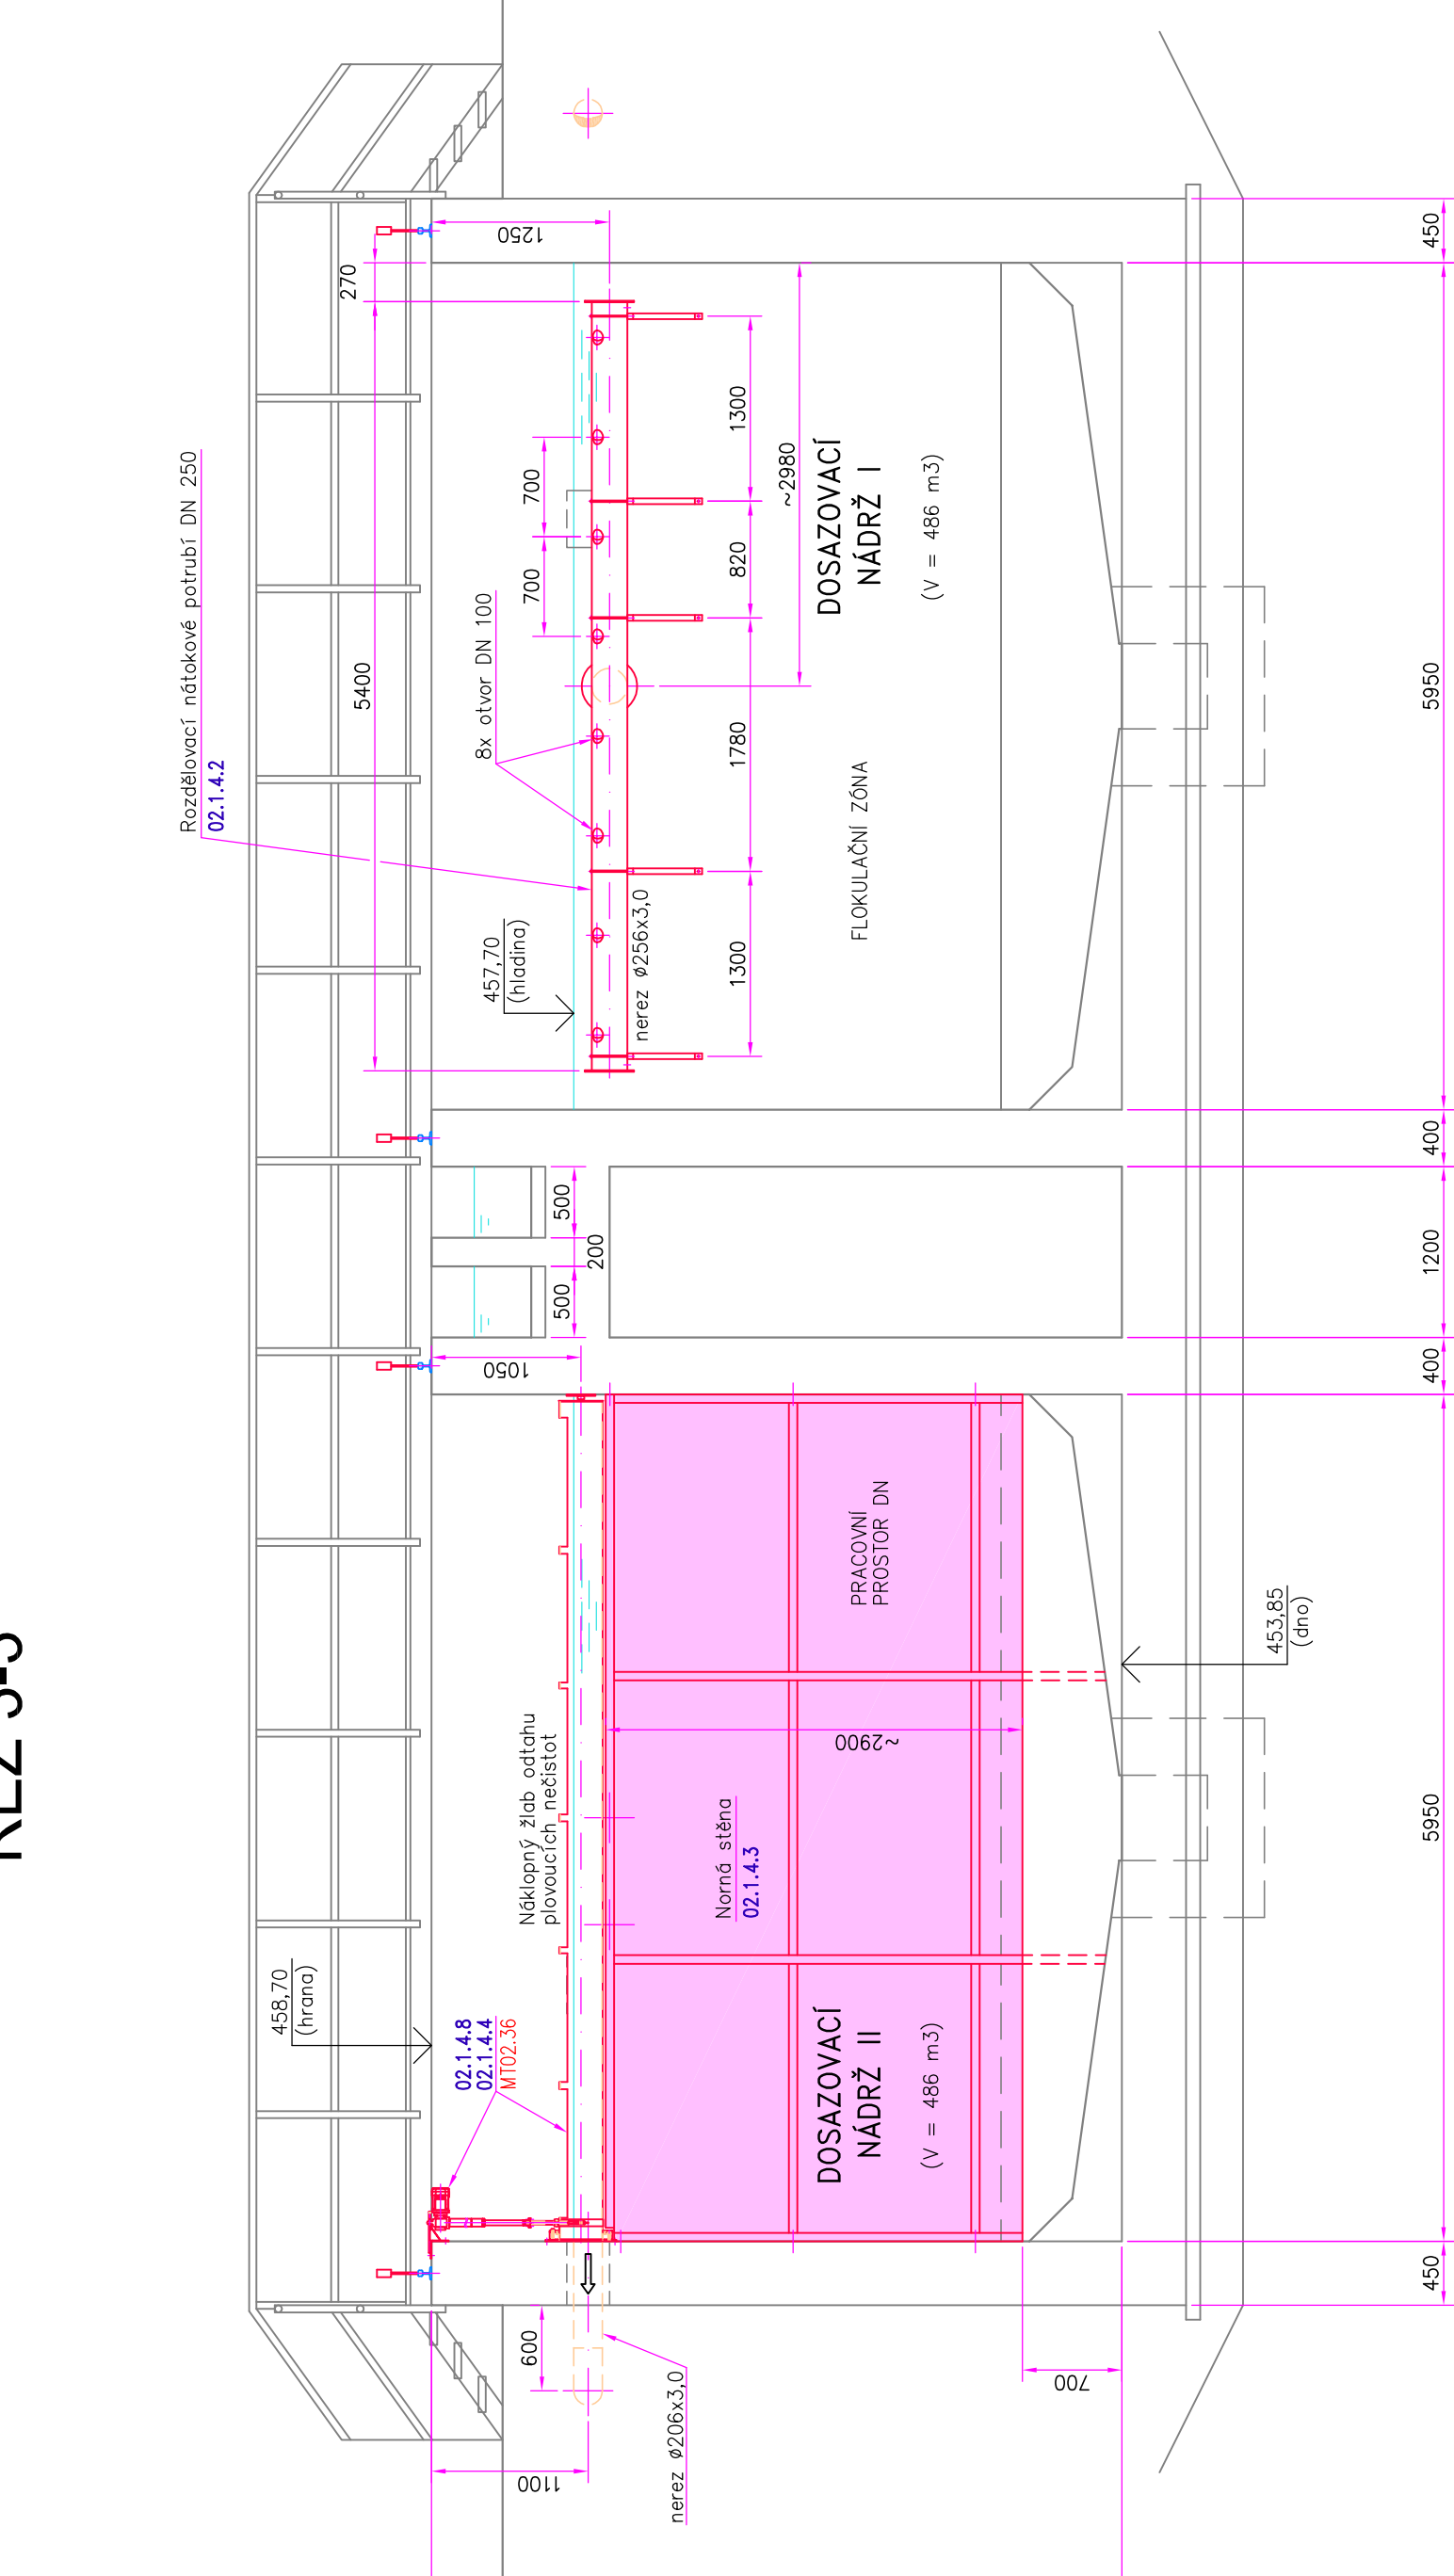 Rozdělovací nátokové potrubí DN 250
02.1.4.2
458,70
(hrana)
5400
270
02.1.4.8
02.1.4.4
MT02.36
8x otvor DN 100
457,70
(hladina)
1250
1050
Náklopný žlab odtahu
plovoucích nečistot
600
1100
700
700
500
200
500
nerez ø256x3,0
nerez ø206x3,0
Norná stěna
02.1.4.3
1300
1780
820
1300
~2980
DOSAZOVACÍ
NÁDRŽ II
(V = 486 m3)
~2900
PRACOVNÍ
PROSTOR DN
FLOKULAČNÍ ZÓNA
DOSAZOVACÍ
NÁDRŽ I
(V = 486 m3)
700
453,85
(dno)
450
5950
400
1200
400
5950
450